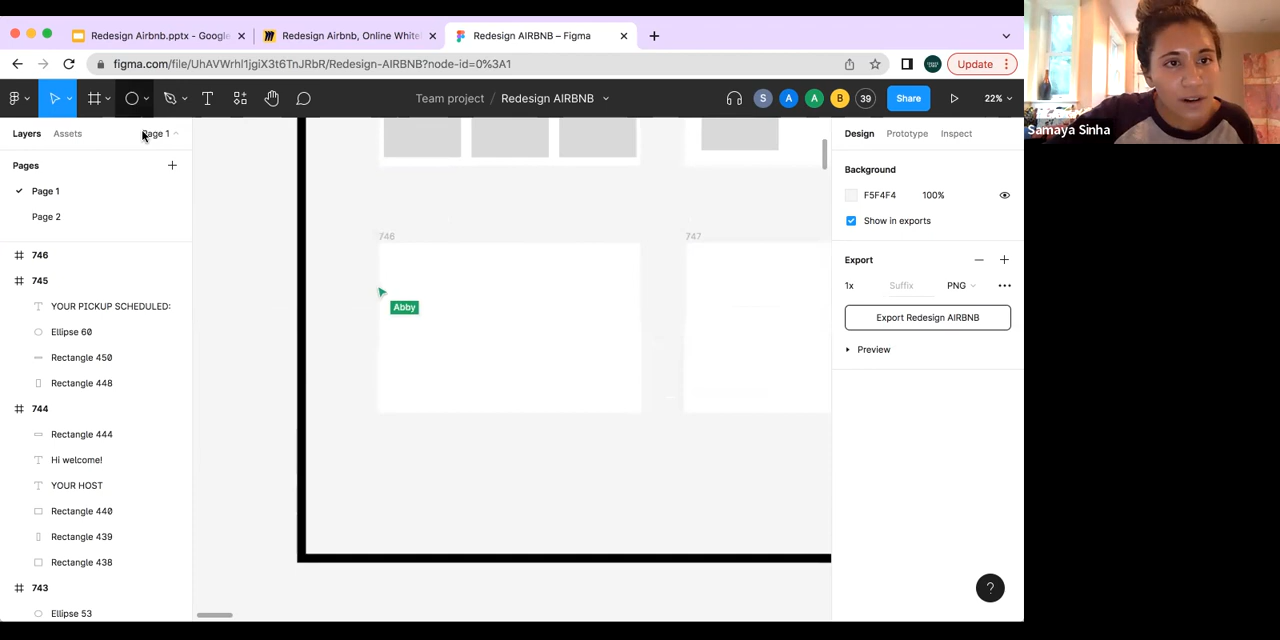 Redesign Airbnb.pptx - Google
Redesign Airbnb, Online White
Redesign AIRBNB – Figma
figma.com/file/UhAVWrhl1jgiX3t6TnJRbR/Redesign-AIRBNB?node-id=0%3A1
Update
Team project / Redesign AIRBNB
S A A B 39
Share
22%
Layers Assets Page 1
Pages
Page 1
Page 2
746
745
YOUR PICKUP SCHEDULED:
Ellipse 60
Rectangle 450
Rectangle 448
744
Rectangle 444
Hi welcome!
YOUR HOST
Rectangle 440
Rectangle 439
Rectangle 438
743
Ellipse 53
746
747
Abby
Design Prototype Inspect
Background
F5F4F4 100%
Show in exports
Export
1x Suffix PNG
Export Redesign AIRBNB
Preview
?
Samaya Sinha